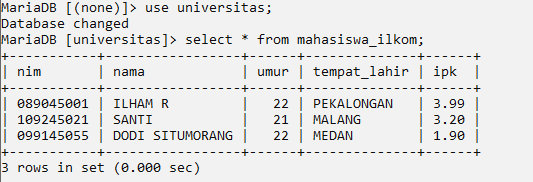 MariaDB [(none)]> use universitas;
Database changed
MariaDB [universitas]> select * from mahasiswa_ilkom;
+-----------+-----------------+------+--------------+------+
| nim       | nama            | umur | tempat_lahir | ipk  |
+-----------+-----------------+------+--------------+------+
| 089045001 | ILHAM R         |   22 | PEKALONGAN   | 3.99 |
| 109245021 | SANTI           |   21 | MALANG       | 3.20 |
| 099145055 | DODI SITUMORANG |   22 | MEDAN        | 1.90 |
+-----------+-----------------+------+--------------+------+
3 rows in set (0.000 sec)